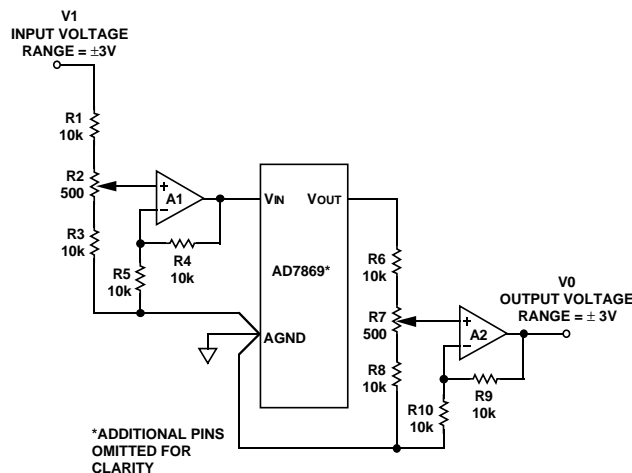 V1
INPUT VOLTAGE
RANGE = ±3V
R1
10k
R2
500
R3
10k
+
–
A1
R4
10k
R5
10k
VIN
VOUT
AD7869*
AGND
R6
10k
R7
500
R8
10k
+
–
A2
V0
OUTPUT VOLTAGE
RANGE = ± 3V
R9
10k
R10
10k
*ADDITIONAL PINS
OMITTED FOR
CLARITY